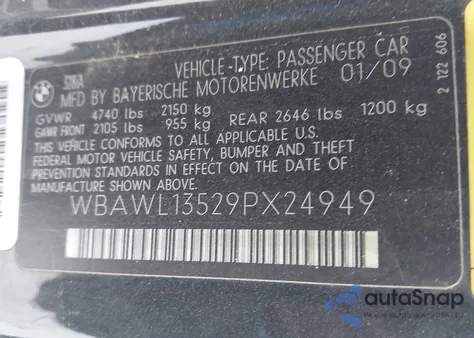 BMW
328iA VEHICLE-TYPE: PASSENGER CAR
MFD BY BAYERISCHE MOTORENWERKE 01/09
GVWR 4740 lbs 2150 kg
GAWR FRONT 2105 lbs 955 kg REAR 2646 lbs 1200 kg
THIS VEHICLE CONFORMS TO ALL APPLICABLE
FEDERAL MOTOR VEHICLE SAFETY, BUMPER AND THEFT
PREVENTION STANDARDS IN EFFECT ON THE DATE OF
MANUFACTURE SHOWN ABOVE.
WBAWL13529PX24949
2 122 606
autoSnap